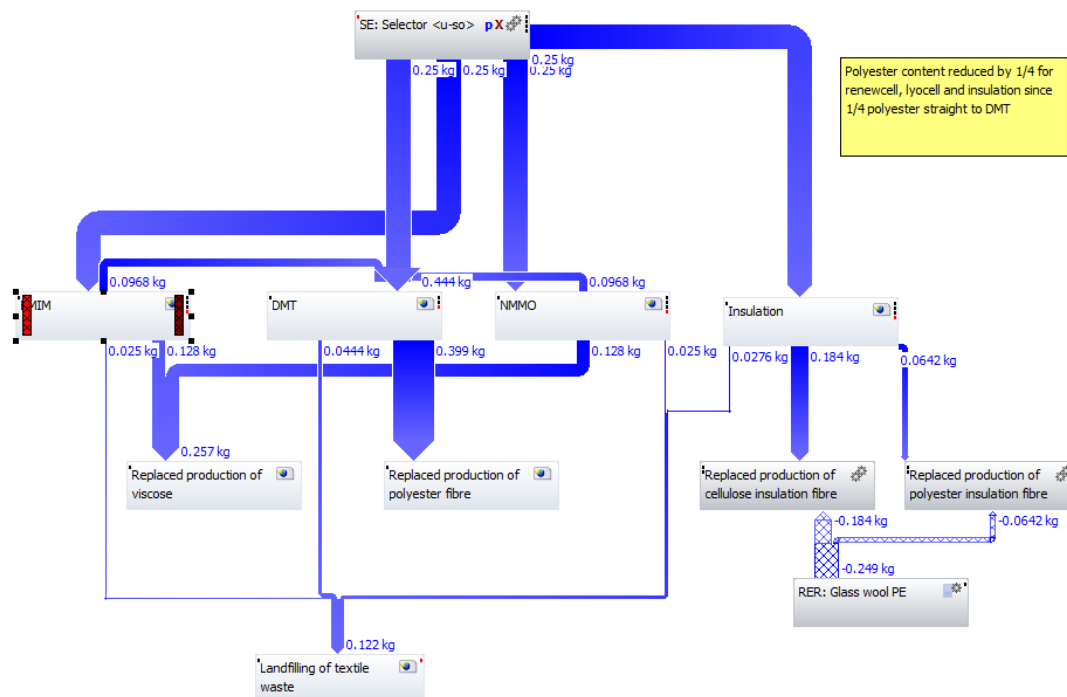 SE: Selector <u-so> pX
0.25 kg
0.25 kg
0.25 kg
0.25 kg
Polyester content reduced by 1/4 for
renewcell, lyocell and insulation since
1/4 polyester straight to DMT
0.0968 kg
0.444 kg
0.0968 kg
DMT
NMMO
Insulation
0.025 kg
0.128 kg
0.0444 kg
0.399 kg
0.128 kg
0.025 kg
0.0276 kg
0.184 kg
0.0642 kg
0.257 kg
Replaced production of
viscose
Replaced production of
polyester fibre
Replaced production of
cellulose insulation fibre
Replaced production of
polyester insulation fibre
-0.184 kg
-0.0642 kg
-0.249 kg
RER: Glass wool PE
0.122 kg
Landfilling of textile
waste